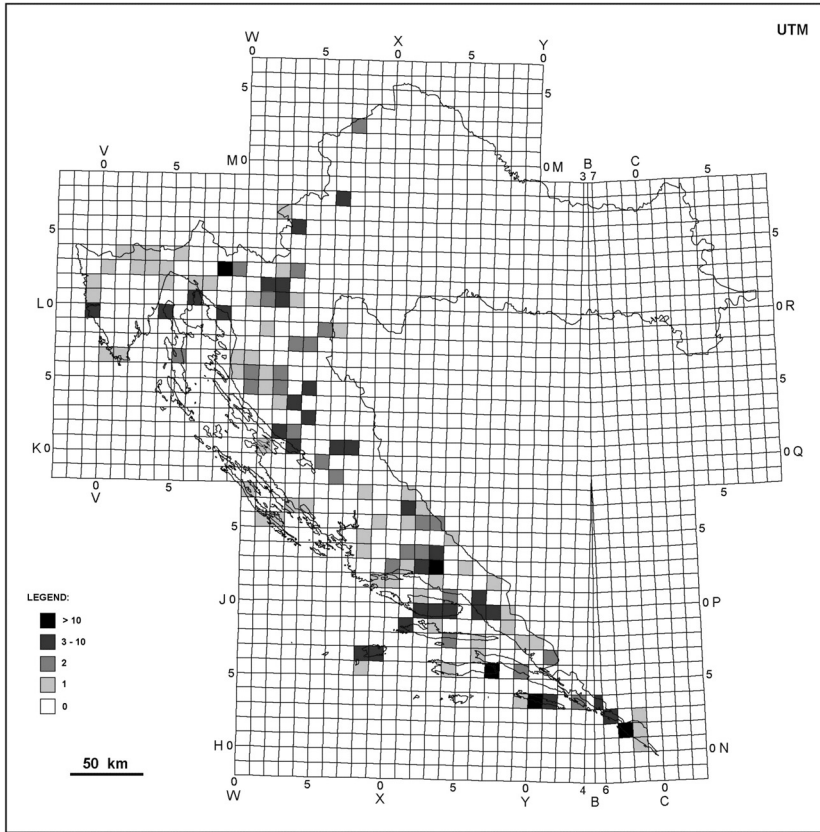 UTM
W X Y
0 5 0 5 0
5 5
M 0 0 M B C
3 7 0 5
V
0 5
5 5
L 0 0 R
5 5
K 0 0 Q
V 5 5
5 5
LEGEND:
> 10
3 - 10
2
1
0
J 0 0 P
5 5
H 0 0 N
50 km
0 5 0 5 0 4 6 0
W X Y B C